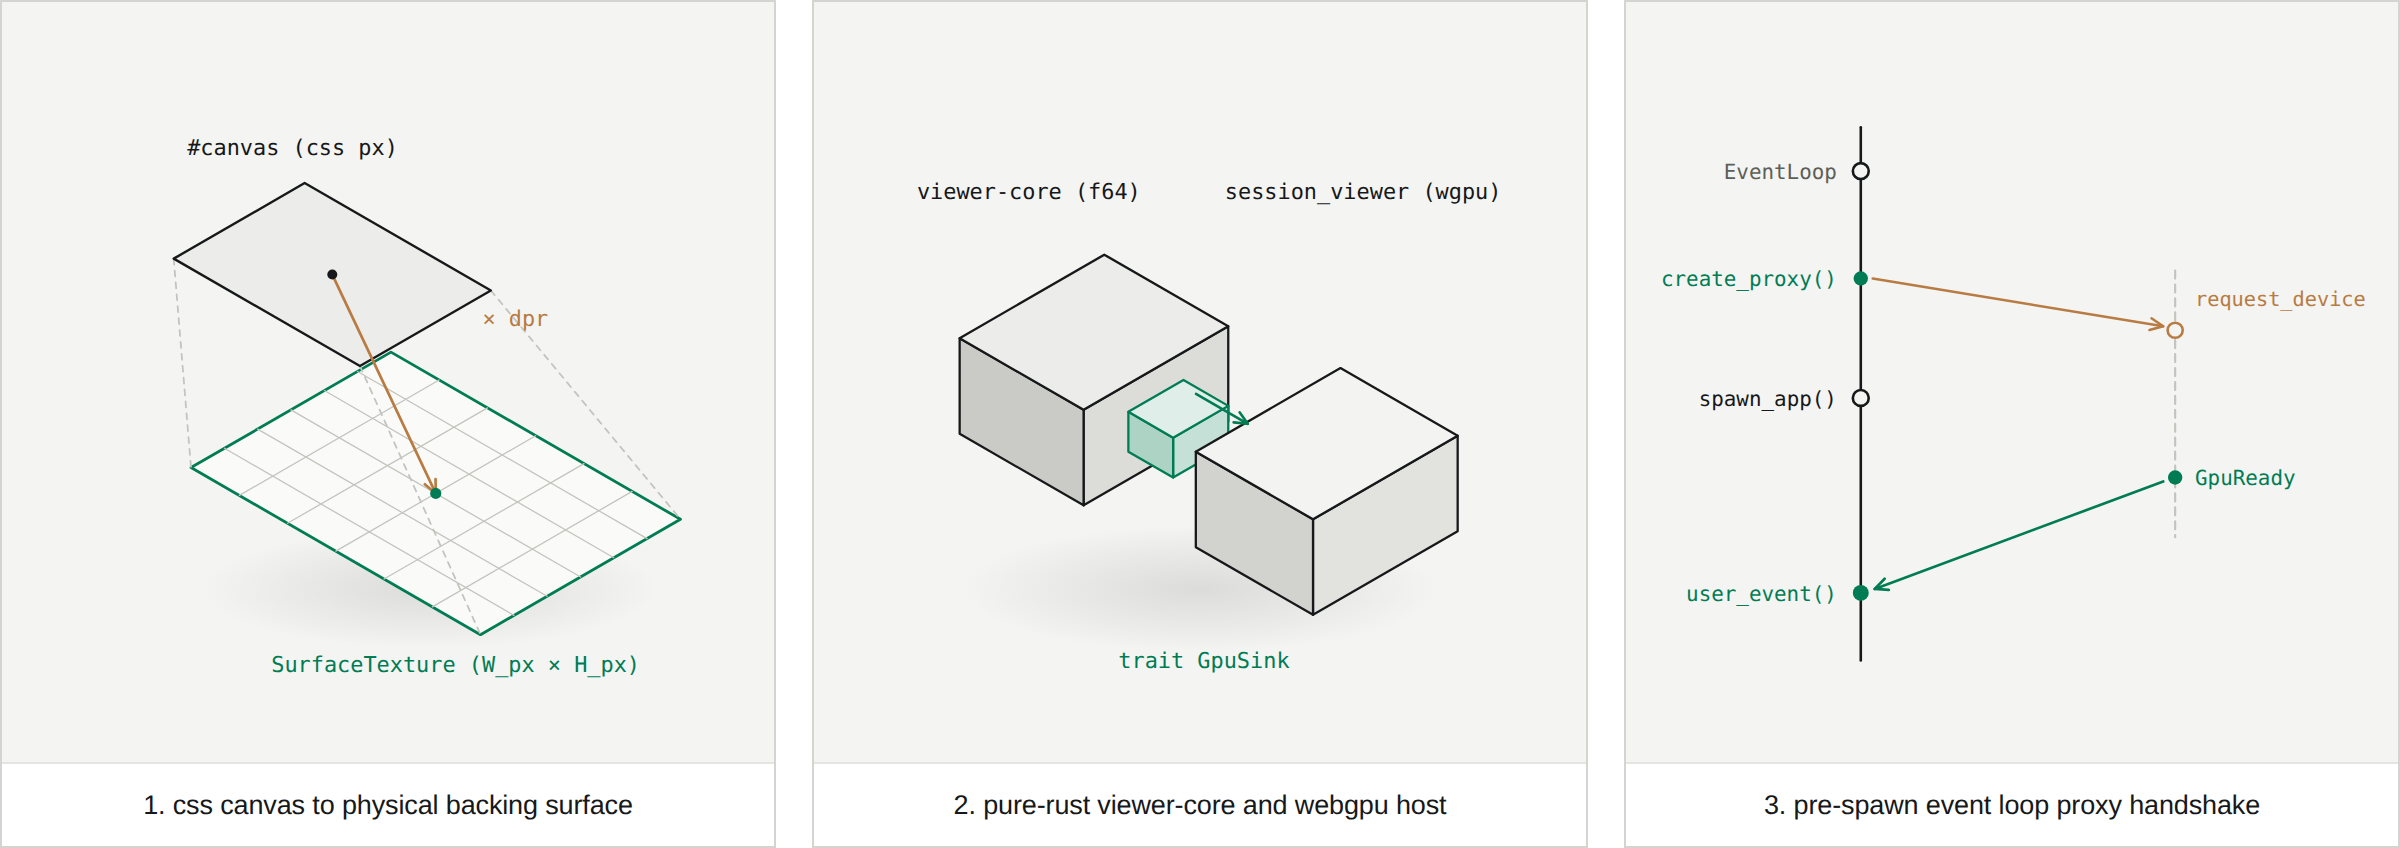 #canvas (css px)
× dpr
SurfaceTexture (W_px × H_px)
1. css canvas to physical backing surface
viewer-core (f64)
session_viewer (wgpu)
trait GpuSink
2. pure-rust viewer-core and webgpu host
EventLoop
create_proxy()
request_device
spawn_app()
GpuReady
user_event()
3. pre-spawn event loop proxy handshake